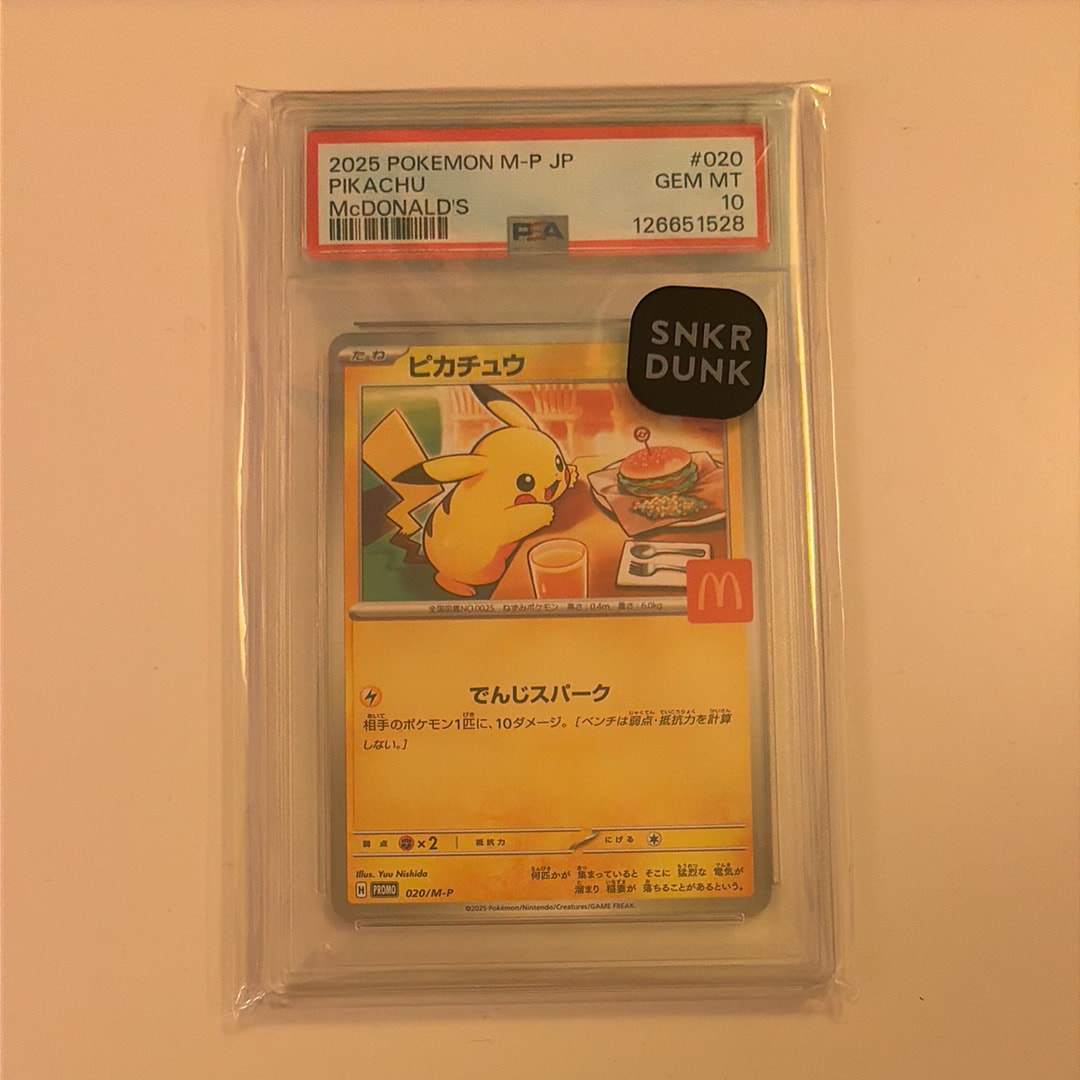 2025 POKEMON M-P JP #020
PIKACHU GEM MT
McDONALD'S 10
PSA 126651528
SNKR
DUNK
たね ピカチュウ
全国図鑑NO.0025 ねずみポケモン 高さ:0.4m 重さ:6.0kg
でんじスパーク
相手のポケモン1匹に、10ダメージ。[ベンチは弱点・抵抗力を計算
しない。]
弱点 ×2 抵抗力 にげる
Illus. Yuu Nishida
何匹かが 集まっていると そこに 猛烈な 電気が
溜まり 稲妻が 落ちることがあるという。
H PROMO 020/M-P
©2025 Pokémon/Nintendo/Creatures/GAME FREAK.